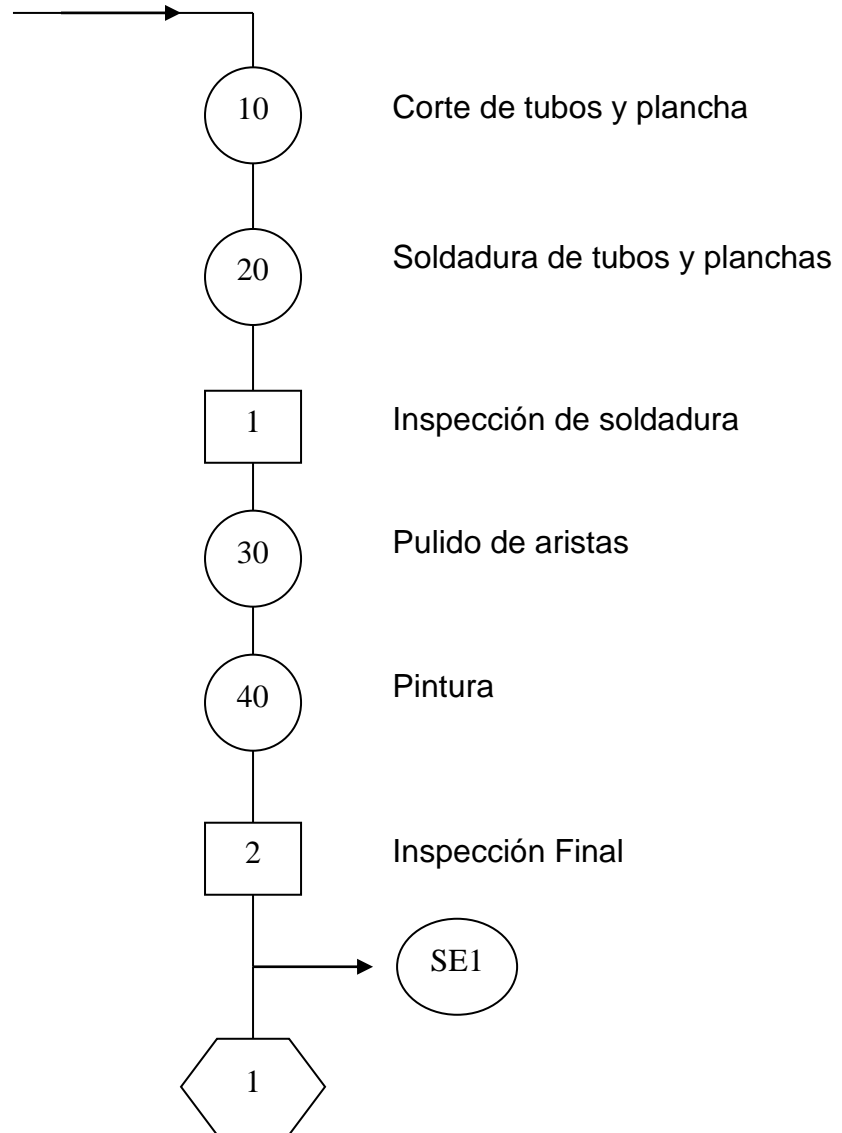 10 Corte de tubos y plancha
20 Soldadura de tubos y planchas
1 Inspección de soldadura
30 Pulido de aristas
40 Pintura
2 Inspección Final
SE1
1